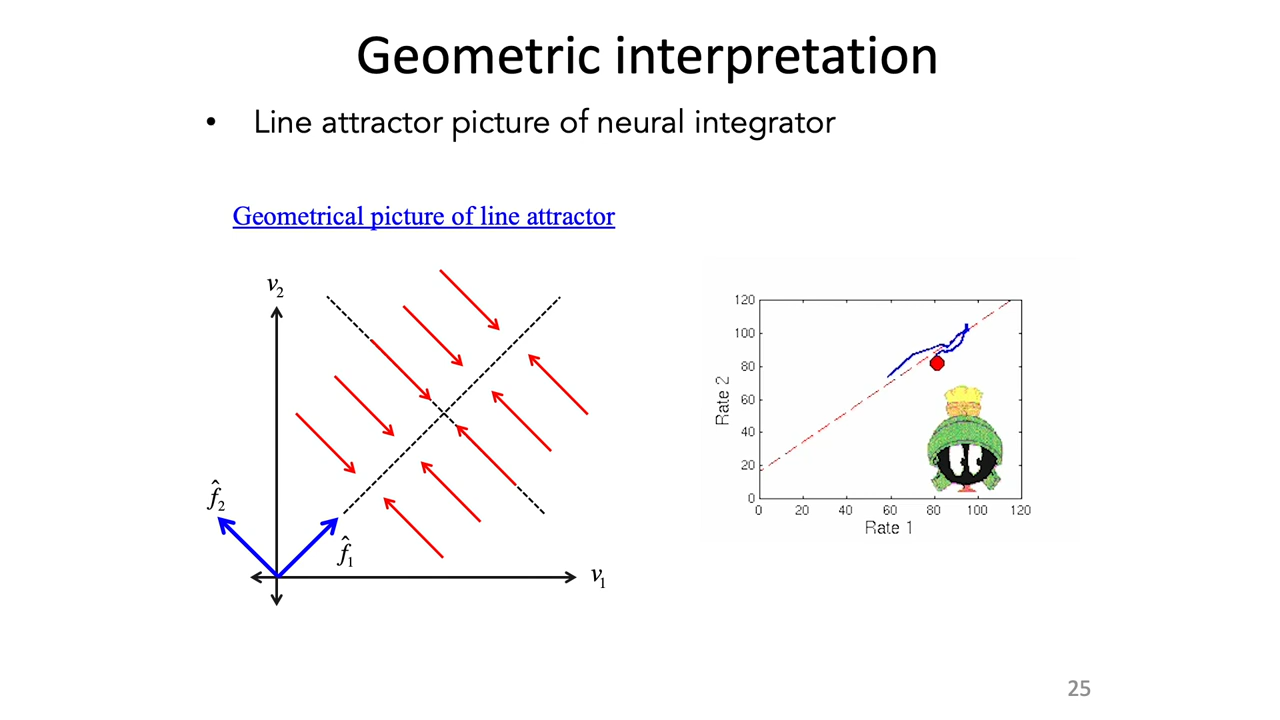 Geometric interpretation
• Line attractor picture of neural integrator
Geometrical picture of line attractor
v₂
f̂₂
f̂₁
v₁
120
100
80
60
40
20
0
Rate 2
0 20 40 60 80 100 120
Rate 1
25